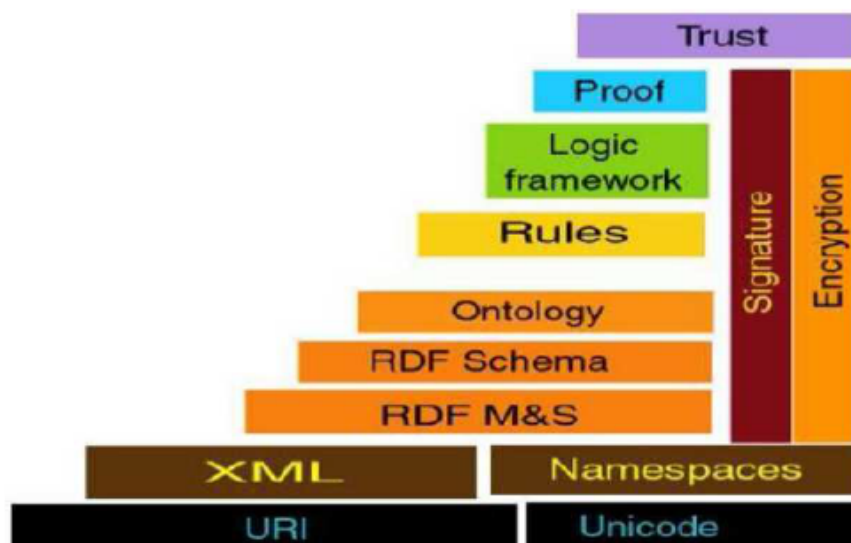 Trust
Proof
Logic
framework
Rules
Ontology
RDF Schema
RDF M&S
Signature
Encryption
XML
Namespaces
URI
Unicode